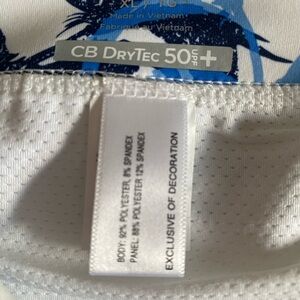 XL / TG
Made in Vietnam
Fabriqué au Vietnam
CB DRYTEC 50 UPF +
BODY: 92% POLYESTER, 8% SPANDEX
PANEL: 88% POLYESTER 12% SPANDEX
EXCLUSIVE OF DECORATION